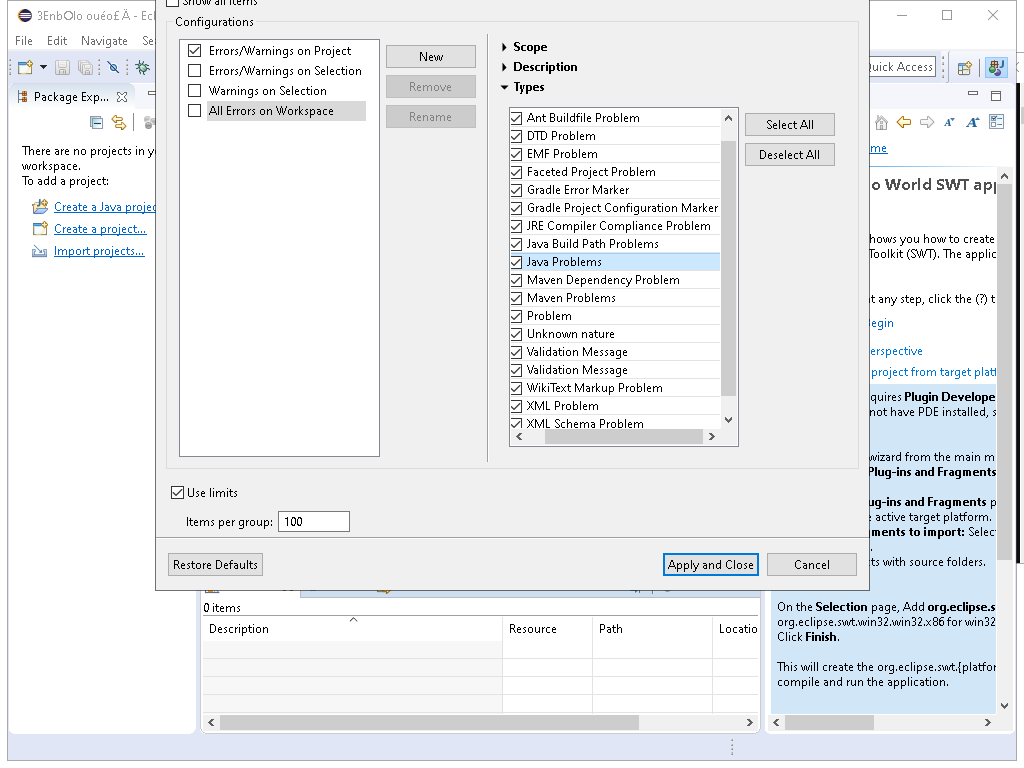 3EnbOlo ouéo£Ä - Ecl
Show all items
File Edit Navigate Se
Configurations
Errors/Warnings on Project
Errors/Warnings on Selection
Warnings on Selection
All Errors on Workspace
New
Remove
Rename
Scope
Description
Types
Ant Buildfile Problem
DTD Problem
EMF Problem
Faceted Project Problem
Gradle Error Marker
Gradle Project Configuration Marker
JRE Compiler Compliance Problem
Java Build Path Problems
Java Problems
Maven Dependency Problem
Maven Problems
Problem
Unknown nature
Validation Message
Validation Message
WikiText Markup Problem
XML Problem
XML Schema Problem
Select All
Deselect All
Use limits
Items per group: 100
Restore Defaults
Apply and Close
Cancel
Package Exp...
There are no projects in y
workspace.
To add a project:
Create a Java projec
Create a project...
Import projects...
0 items
Description Resource Path Locatio
uick Access
me
o World SWT app
hows you how to create
Toolkit (SWT). The applic
t any step, click the (?) t
egin
erspective
project from target platf
quires Plugin Develope
not have PDE installed, s
wizard from the main m
Plug-ins and Fragments
ug-ins and Fragments p
e active target platform.
ments to import: Selec
.
ts with source folders.
On the Selection page, Add org.eclipse.s
org.eclipse.swt.win32.win32.x86 for win32
Click Finish.
This will create the org.eclipse.swt.{platfor
compile and run the application.